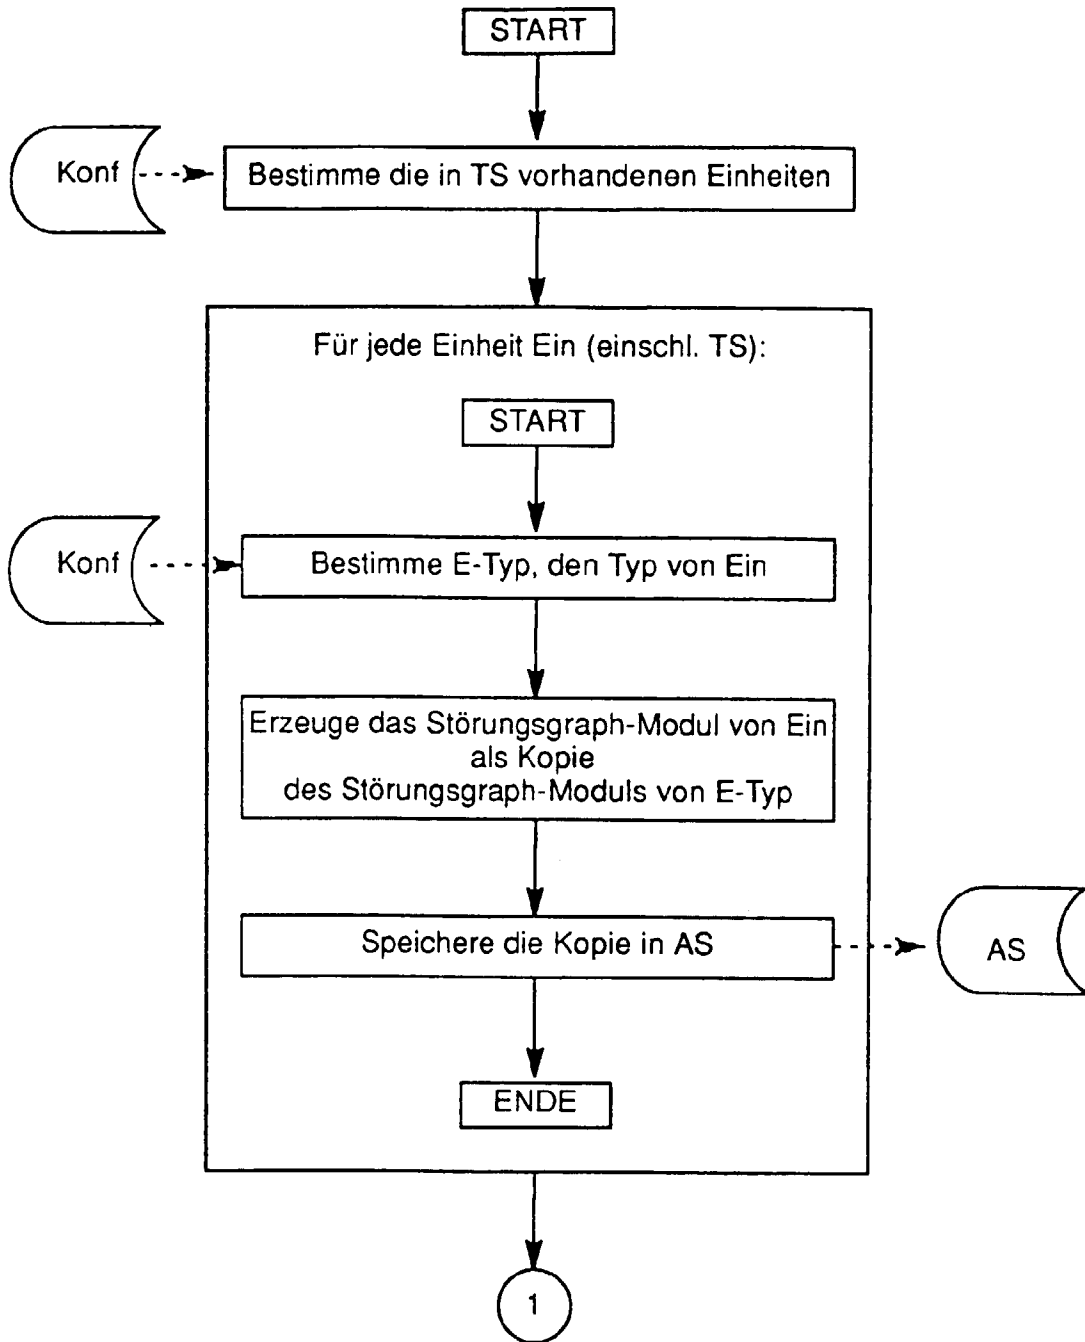 START
Konf
Bestimme die in TS vorhandenen Einheiten
Für jede Einheit Ein (einschl. TS):
START
Konf
Bestimme E-Typ, den Typ von Ein
Erzeuge das Störungsgraph-Modul von Ein
als Kopie
des Störungsgraph-Moduls von E-Typ
Speichere die Kopie in AS
AS
ENDE
1